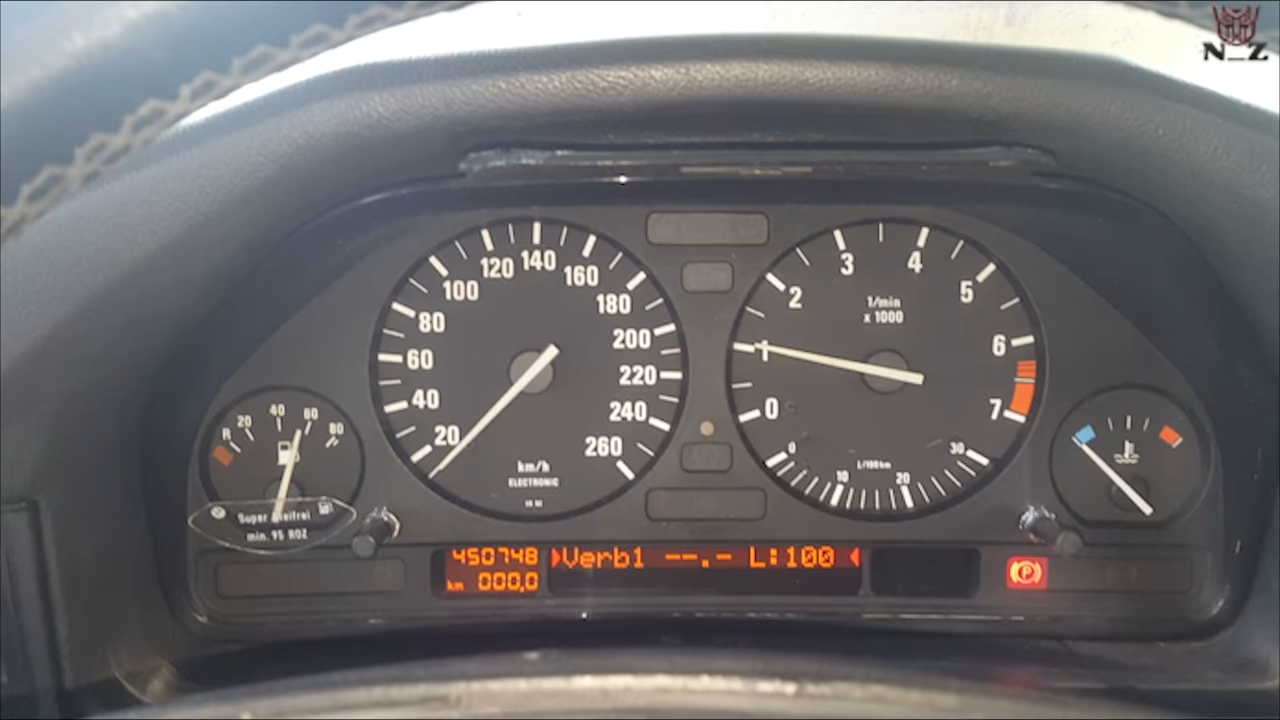 N_Z
120 140 160
100 180
80 200
60 220
40 240
20 260
km/h
ELECTRONIC
3 4
2 5
1/min
x 1000
1 6
0 7
0 10 20 30
L/100km
R 20 40 60 80
Super Bleifrei
min. 95 ROZ
450748 Verb1 --.- L:100
km 000,0
P